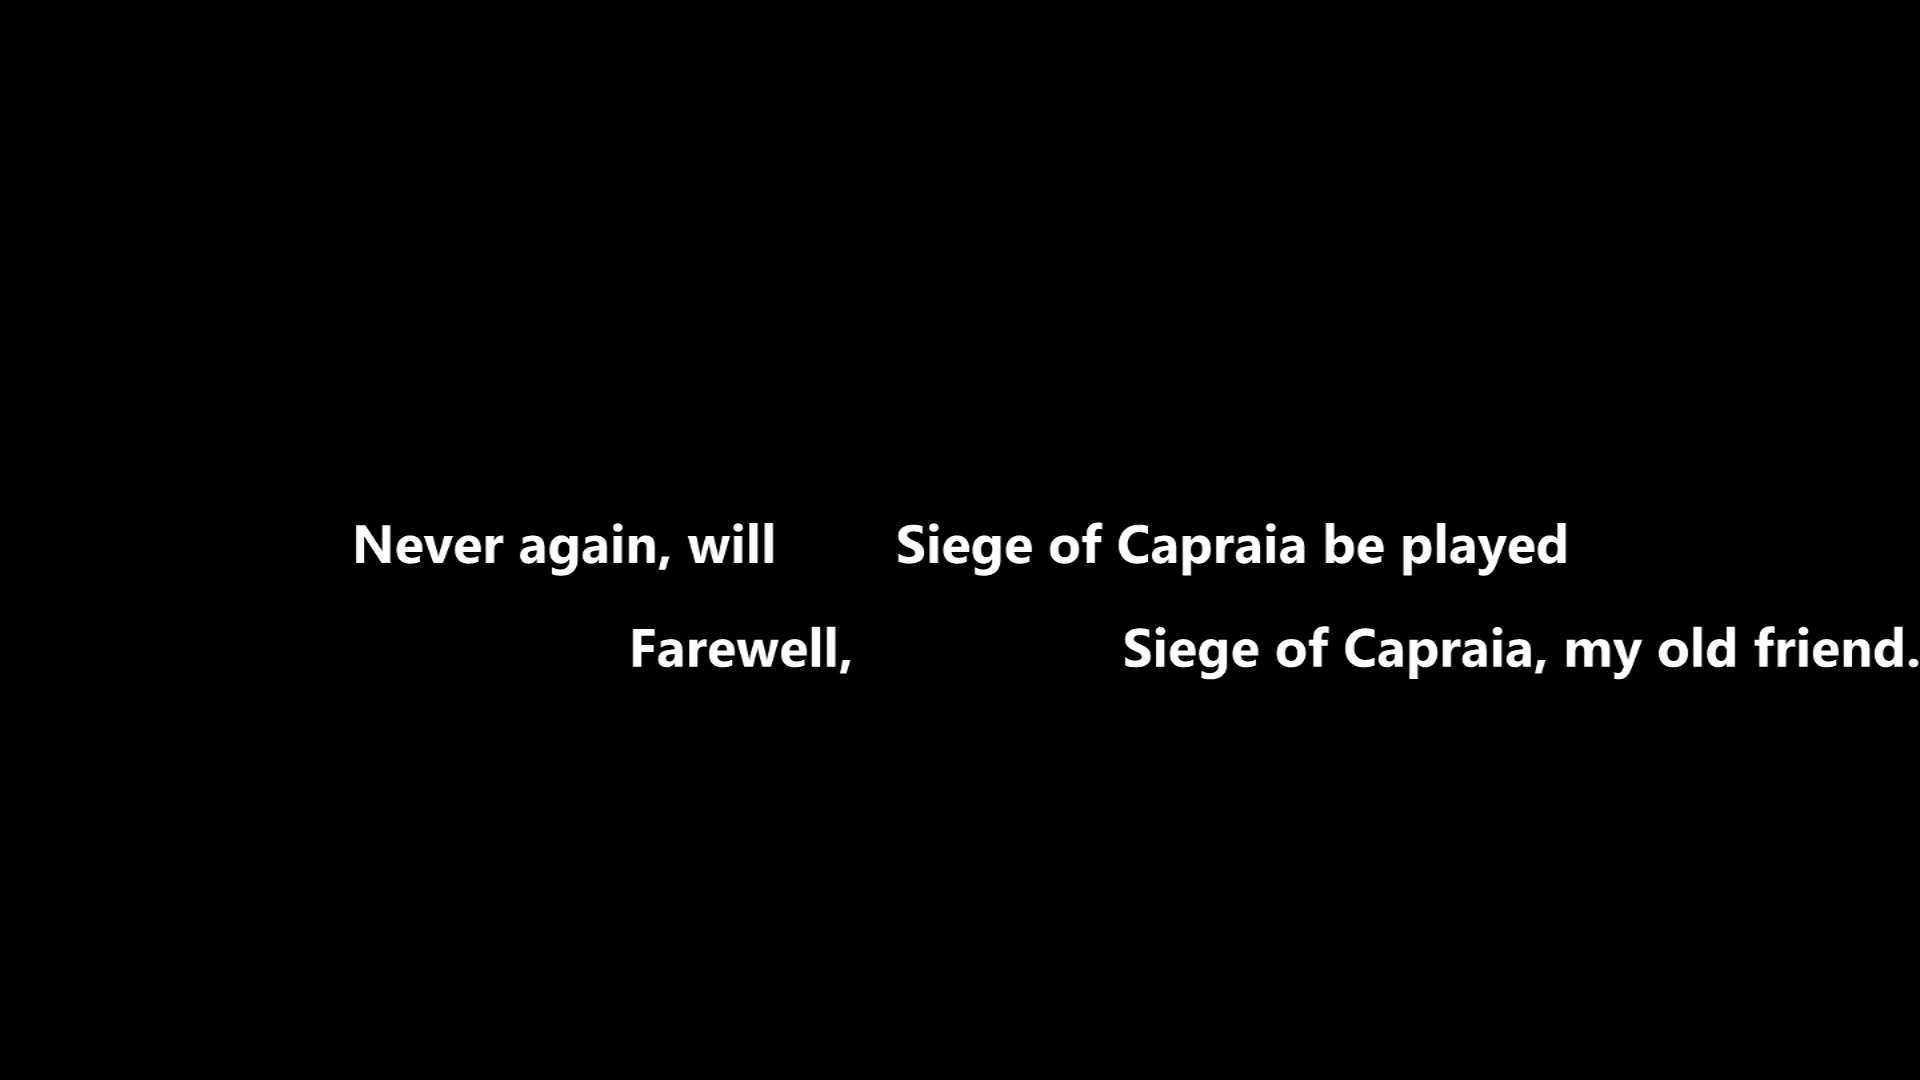 Never again, will Siege of Capraia be played
Farewell, Siege of Capraia, my old friend.